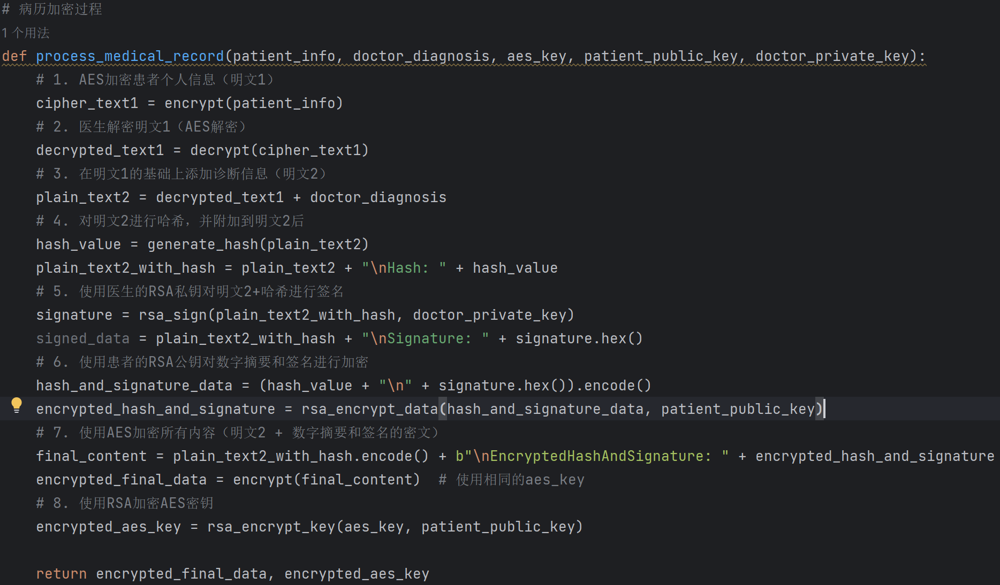 # 病历加密过程
1 个用法
def process_medical_record(patient_info, doctor_diagnosis, aes_key, patient_public_key, doctor_private_key):
    # 1. AES加密患者个人信息（明文1）
    cipher_text1 = encrypt(patient_info)
    # 2. 医生解密明文1（AES解密）
    decrypted_text1 = decrypt(cipher_text1)
    # 3. 在明文1的基础上添加诊断信息（明文2）
    plain_text2 = decrypted_text1 + doctor_diagnosis
    # 4. 对明文2进行哈希，并附加到明文2后
    hash_value = generate_hash(plain_text2)
    plain_text2_with_hash = plain_text2 + "\nHash: " + hash_value
    # 5. 使用医生的RSA私钥对明文2+哈希进行签名
    signature = rsa_sign(plain_text2_with_hash, doctor_private_key)
    signed_data = plain_text2_with_hash + "\nSignature: " + signature.hex()
    # 6. 使用患者的RSA公钥对数字摘要和签名进行加密
    hash_and_signature_data = (hash_value + "\n" + signature.hex()).encode()
    encrypted_hash_and_signature = rsa_encrypt_data(hash_and_signature_data, patient_public_key)
    # 7. 使用AES加密所有内容（明文2 + 数字摘要和签名的密文）
    final_content = plain_text2_with_hash.encode() + b"\nEncryptedHashAndSignature: " + encrypted_hash_and_signature
    encrypted_final_data = encrypt(final_content)  # 使用相同的aes_key
    # 8. 使用RSA加密AES密钥
    encrypted_aes_key = rsa_encrypt_key(aes_key, patient_public_key)
    return encrypted_final_data, encrypted_aes_key